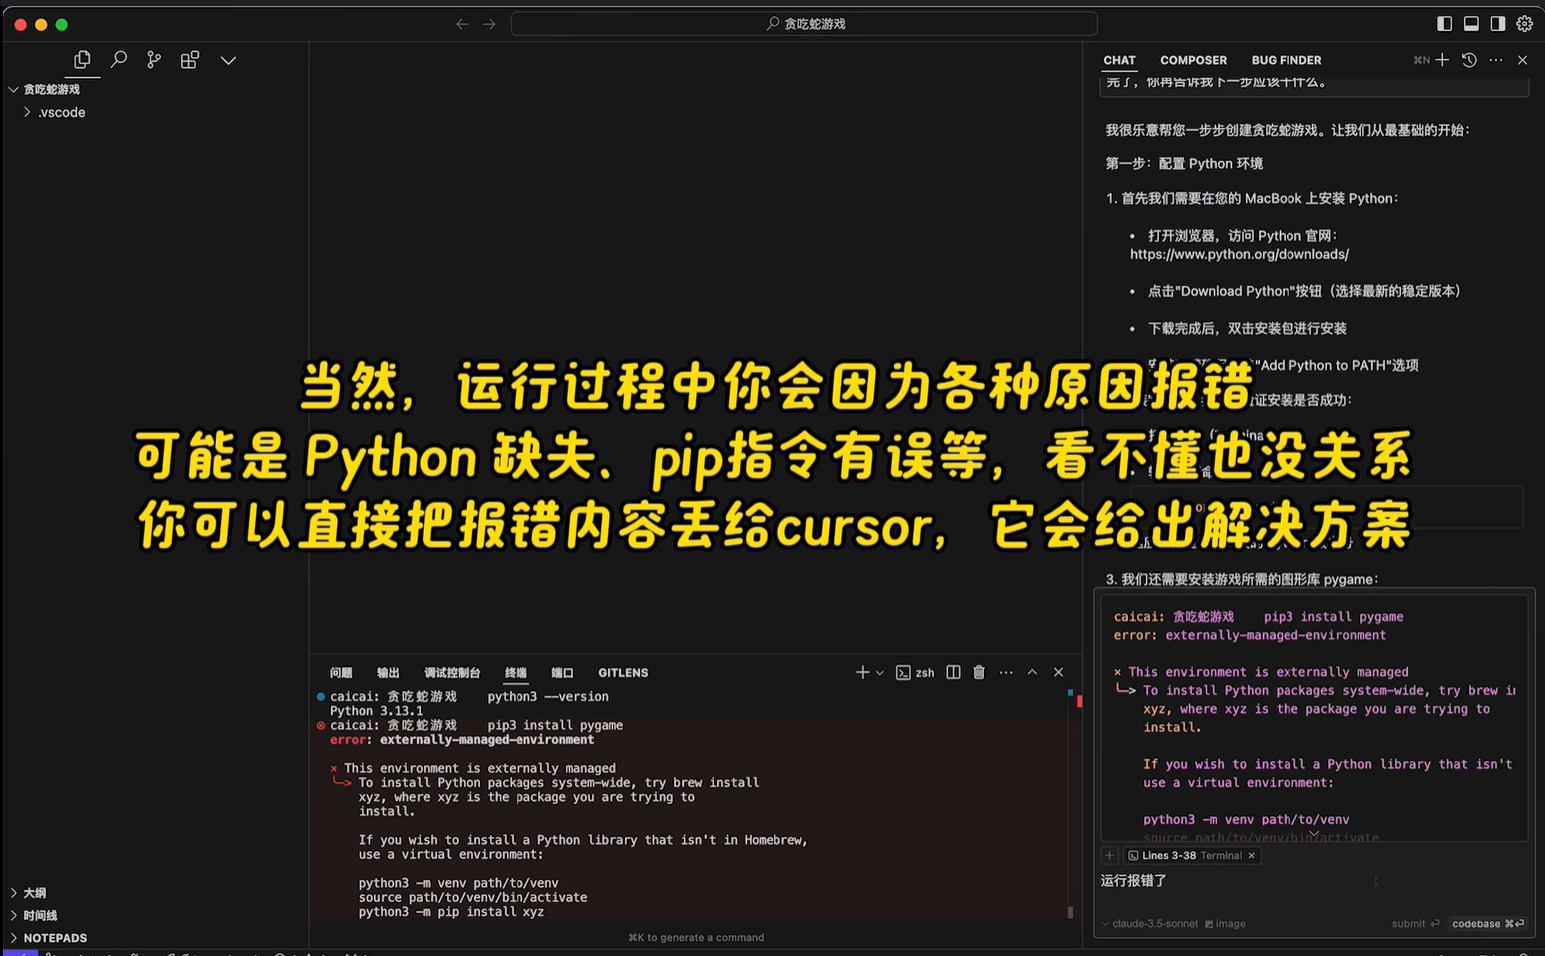 贪吃蛇游戏
CHAT COMPOSER BUG FINDER ⌘N
贪吃蛇游戏
.vscode
完了，你再告诉我下一步应该干什么。
我很乐意帮您一步步创建贪吃蛇游戏。让我们从最基础的开始：
第一步：配置 Python 环境
1. 首先我们需要在您的 MacBook 上安装 Python：
• 打开浏览器，访问 Python 官网：
https://www.python.org/downloads/
• 点击"Download Python"按钮（选择最新的稳定版本）
• 下载完成后，双击安装包进行安装
"Add Python to PATH"选项
证安装是否成功：
当然，运行过程中你会因为各种原因报错
可能是 Python 缺失、pip指令有误等，看不懂也没关系
你可以直接把报错内容丢给cursor，它会给出解决方案
3. 我们还需要安装游戏所需的图形库 pygame：
caicai: 贪吃蛇游戏 pip3 install pygame
error: externally-managed-environment
× This environment is externally managed
╰─> To install Python packages system-wide, try brew in
xyz, where xyz is the package you are trying to
install.
If you wish to install a Python library that isn't
use a virtual environment:
python3 -m venv path/to/venv
source path/to/venv/bin/activate
Lines 3-38 Terminal ×
运行报错了
claude-3.5-sonnet image submit ⏎ codebase ⌘⏎
问题 输出 调试控制台 终端 端口 GITLENS zsh
caicai: 贪吃蛇游戏 python3 --version
Python 3.13.1
caicai: 贪吃蛇游戏 pip3 install pygame
error: externally-managed-environment
× This environment is externally managed
╰─> To install Python packages system-wide, try brew install
xyz, where xyz is the package you are trying to
install.
If you wish to install a Python library that isn't in Homebrew,
use a virtual environment:
python3 -m venv path/to/venv
source path/to/venv/bin/activate
python3 -m pip install xyz
⌘K to generate a command
大纲
时间线
NOTEPADS